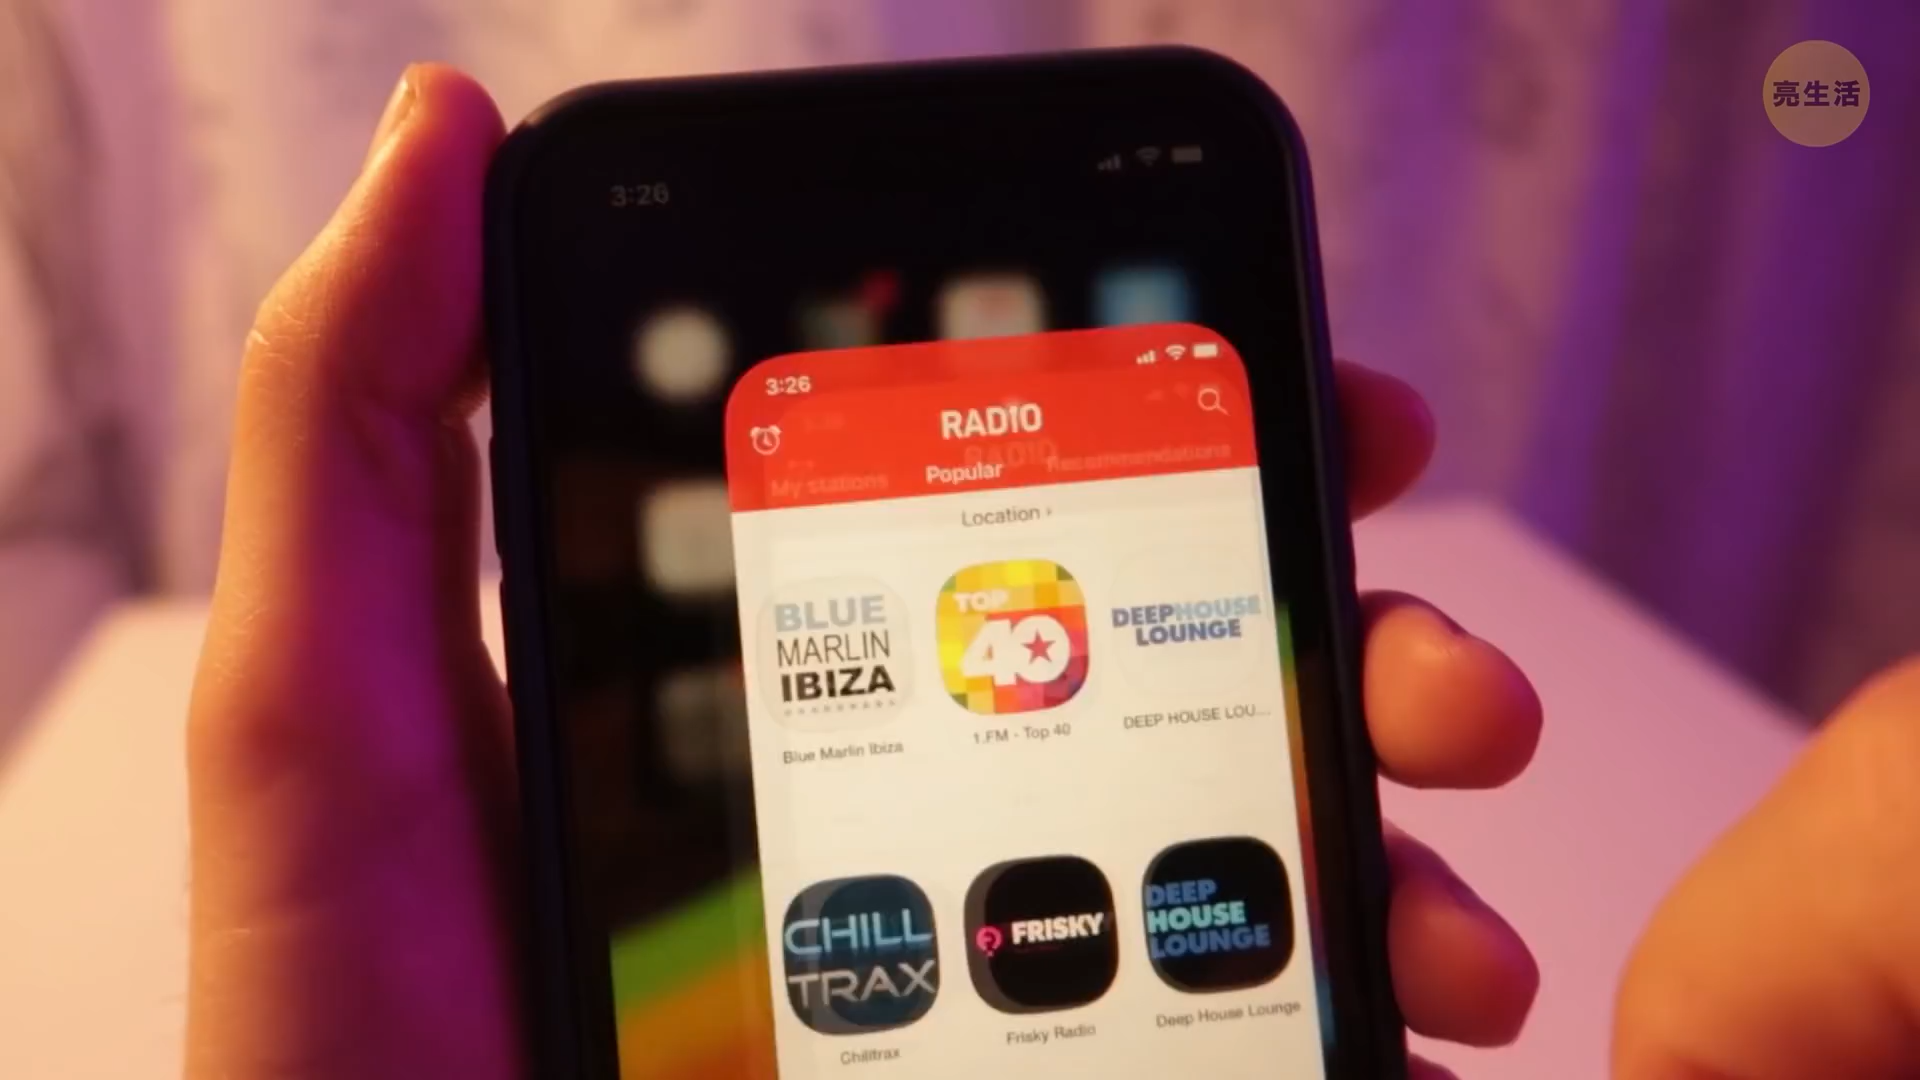 亮生活
3:26
3:26
RADIO
My stations
Popular
Recommendations
Location ›
BLUE
MARLIN
IBIZA
Blue Marlin Ibiza
TOP
40
1.FM - Top 40
DEEPHOUSE
LOUNGE
DEEP HOUSE LOU...
CHILL
TRAX
Chilltrax
FRISKY
Frisky Radio
DEEP
HOUSE
LOUNGE
Deep House Lounge